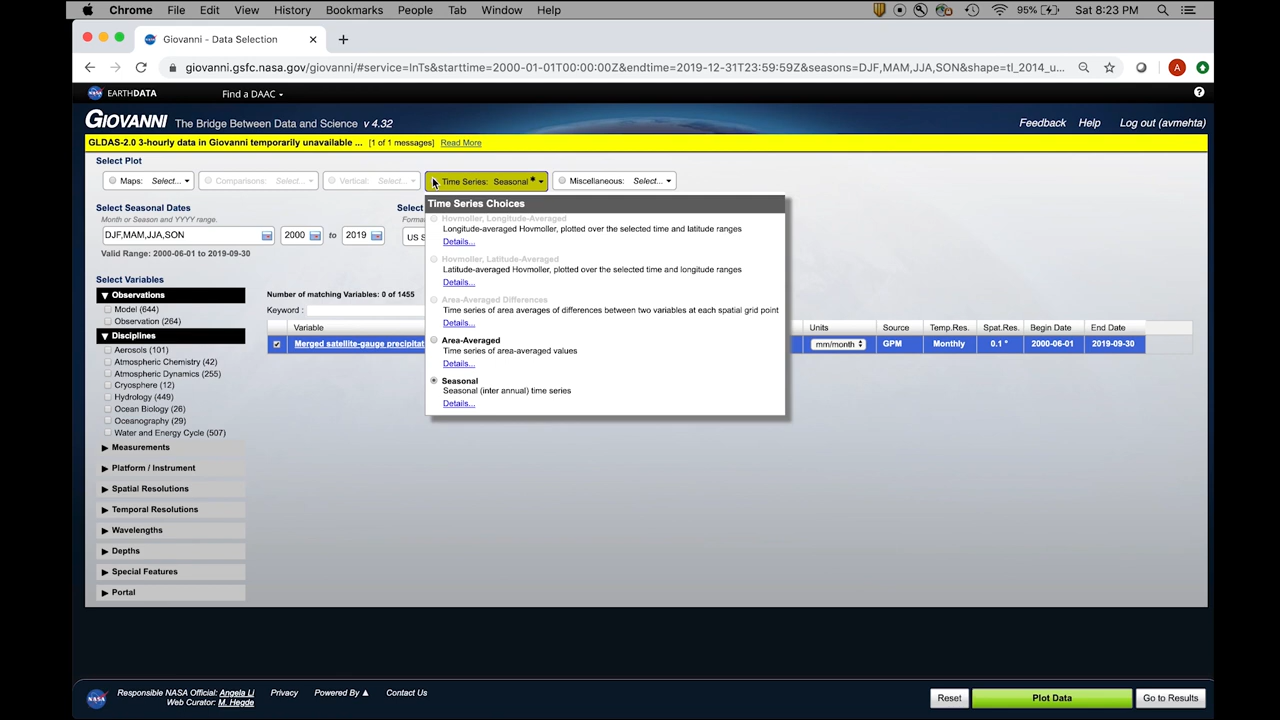 Chrome File Edit View History Bookmarks People Tab Window Help 95% Sat 8:23 PM
Giovanni - Data Selection
giovanni.gsfc.nasa.gov/giovanni/#service=InTs&starttime=2000-01-01T00:00:00Z&endtime=2019-12-31T23:59:59Z&seasons=DJF,MAM,JJA,SON&shape=tl_2014_u... A
EARTHDATA Find a DAAC
GIOVANNI The Bridge Between Data and Science v 4.32 Feedback Help Log out (avmehta)
GLDAS-2.0 3-hourly data in Giovanni temporarily unavailable ... [1 of 1 messages] Read More
Select Plot
Maps: Select... Comparisons: Select... Vertical: Select... Time Series: Seasonal * Miscellaneous: Select...
Time Series Choices
Select Seasonal Dates
Month or Season and YYYY range.
DJF,MAM,JJA,SON 2000 to 2019
Valid Range: 2000-06-01 to 2019-09-30
Sele
Forma
US S
Hovmoller, Longitude-Averaged
Longitude-averaged Hovmoller, plotted over the selected time and latitude ranges
Details...
Hovmoller, Latitude-Averaged
Latitude-averaged Hovmoller, plotted over the selected time and longitude ranges
Details...
Area-Averaged Differences
Time series of area averages of differences between two variables at each spatial grid point
Details...
Area-Averaged
Time series of area-averaged values
Details...
Seasonal
Seasonal (inter annual) time series
Details...
Select Variables
Observations
Model (644)
Observation (264)
Disciplines
Aerosols (101)
Atmospheric Chemistry (42)
Atmospheric Dynamics (255)
Cryosphere (12)
Hydrology (449)
Ocean Biology (26)
Oceanography (29)
Water and Energy Cycle (507)
Measurements
Platform / Instrument
Spatial Resolutions
Temporal Resolutions
Wavelengths
Depths
Special Features
Portal
Number of matching Variables: 0 of 1455
Keyword :
Variable Units Source Temp.Res. Spat.Res. Begin Date End Date
Merged satellite-gauge precipitat mm/month GPM Monthly 0.1 ° 2000-06-01 2019-09-30
Responsible NASA Official: Angela Li Privacy Powered By Contact Us
Web Curator: M. Hegde
Reset Plot Data Go to Results